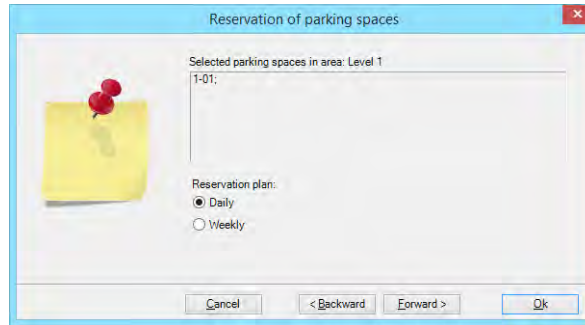 Reservation of parking spaces
Selected parking spaces in area: Level 1
1-01;
Reservation plan:
Daily
Weekly
Cancel
< Backward
Forward >
Ok